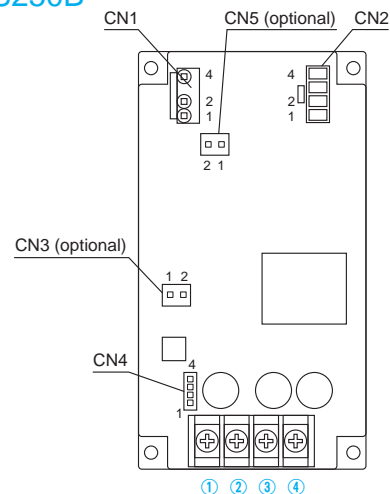 CN1
CN5 (optional)
CN2
4
2
1
4
2
1
2 1
CN3 (optional)
1 2
CN4
4
1
① ② ③ ④